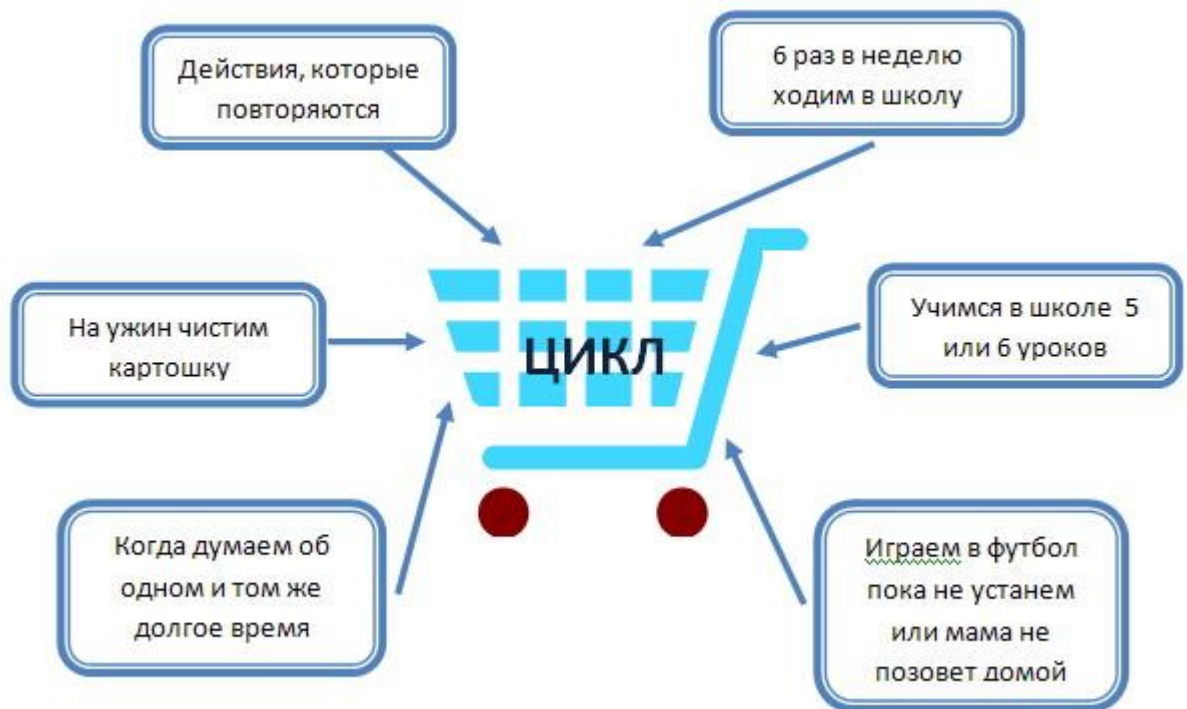 Действия, которые
повторяются
6 раз в неделю
ходим в школу
На ужин чистим
картошку
ЦИКЛ
Учимся в школе 5
или 6 уроков
Когда думаем об
одном и том же
долгое время
Играем в футбол
пока не устанем
или мама не
позовет домой